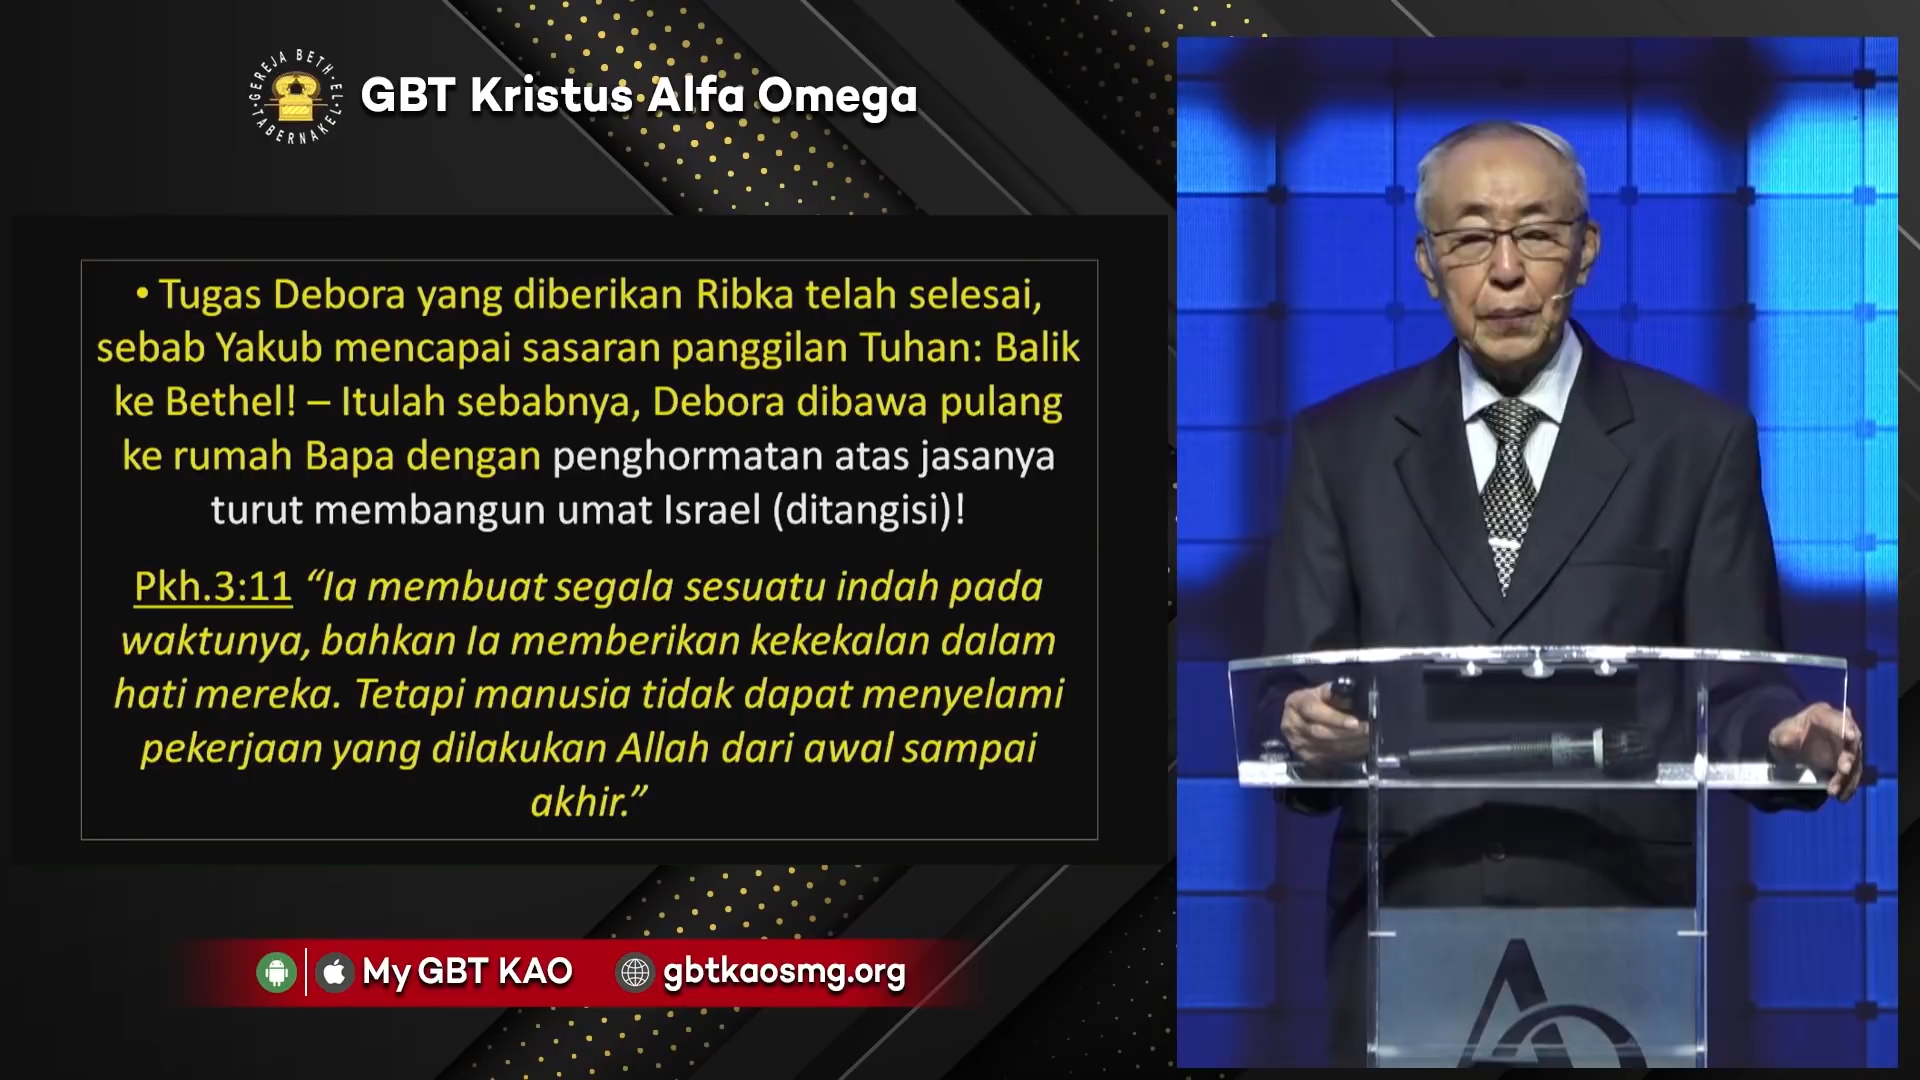 GEREJA BETH-EL TABERNAKEL
GBT Kristus Alfa Omega
• Tugas Debora yang diberikan Ribka telah selesai,
sebab Yakub mencapai sasaran panggilan Tuhan: Balik
ke Bethel! – Itulah sebabnya, Debora dibawa pulang
ke rumah Bapa dengan penghormatan atas jasanya
turut membangun umat Israel (ditangisi)!
Pkh.3:11 “Ia membuat segala sesuatu indah pada
waktunya, bahkan Ia memberikan kekekalan dalam
hati mereka. Tetapi manusia tidak dapat menyelami
pekerjaan yang dilakukan Allah dari awal sampai
akhir.”
My GBT KAO
gbtkaosmg.org